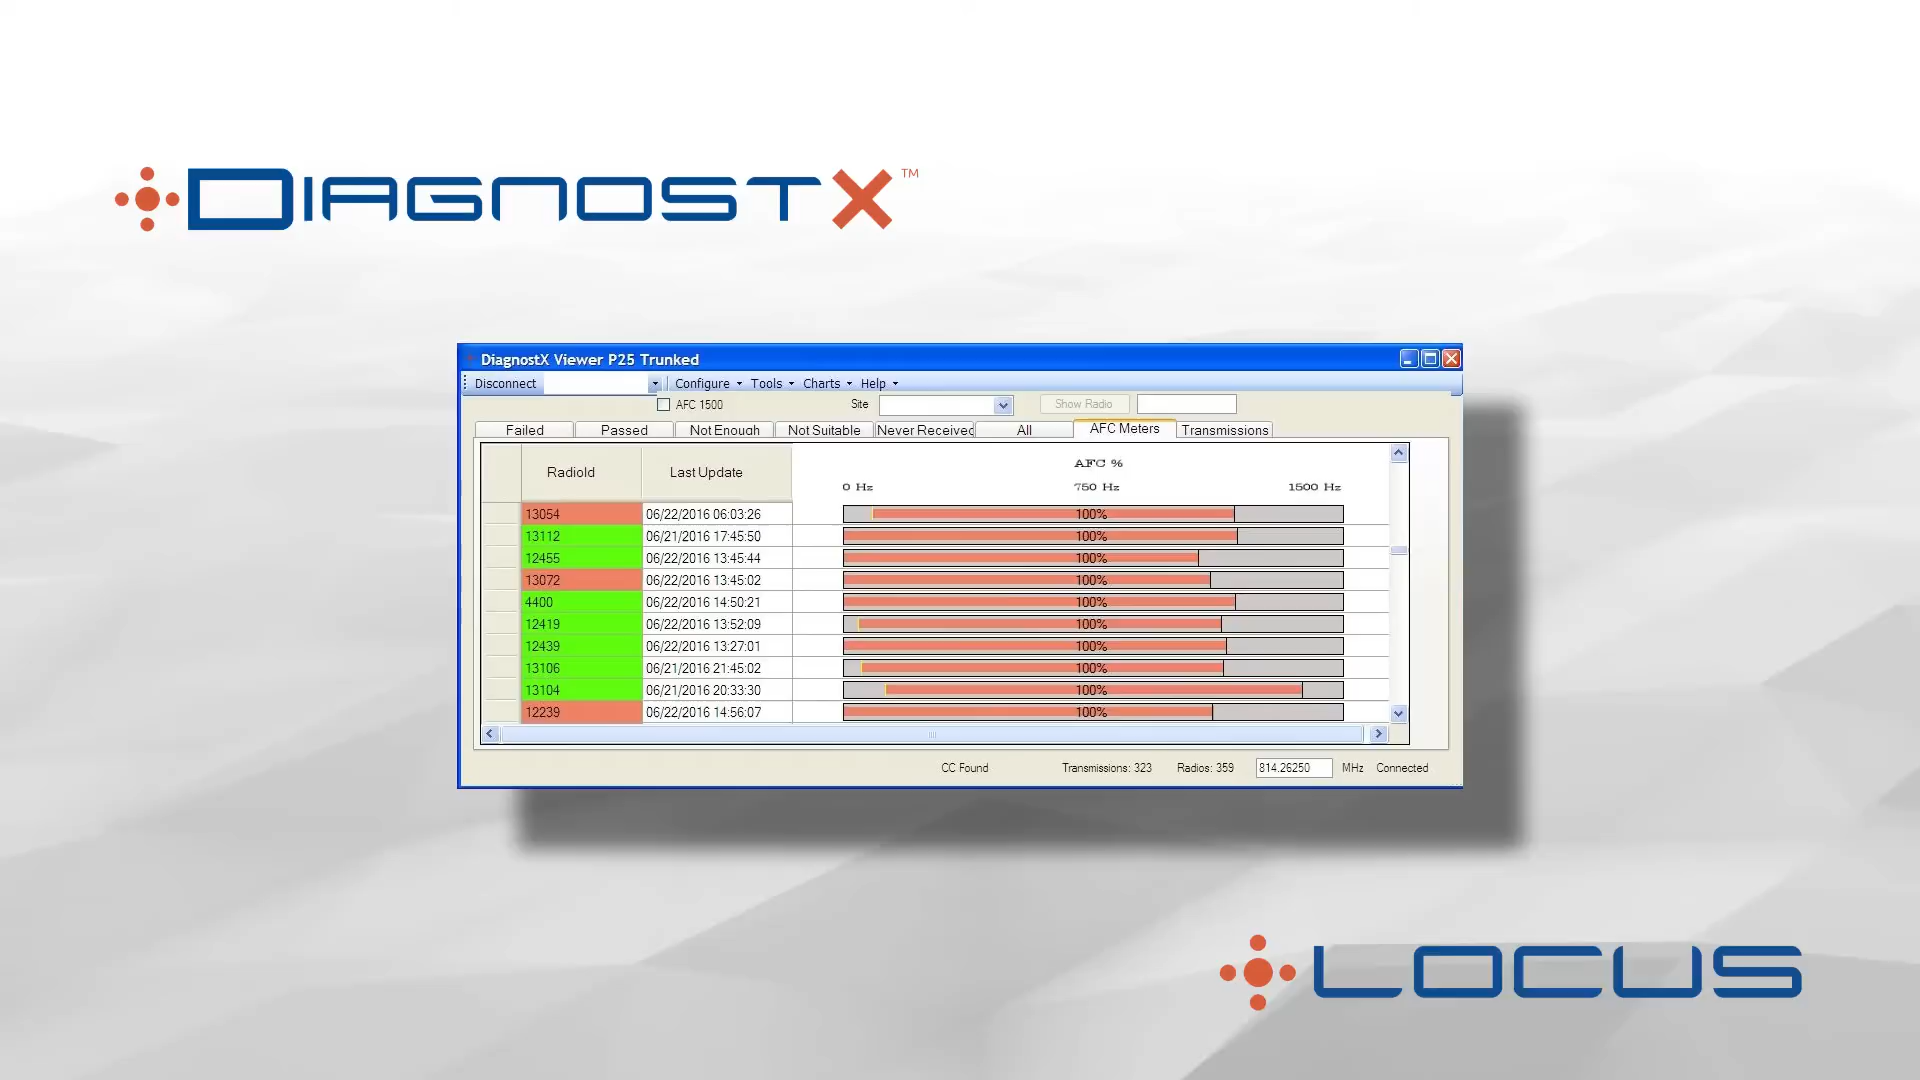 DIAGNOSTX™
DiagnostX Viewer P25 Trunked
Disconnect Configure Tools Charts Help
AFC 1500 Site Show Radio
Failed Passed Not Enough Not Suitable Never Received All AFC Meters Transmissions
RadioId Last Update AFC %
0 Hz 750 Hz 1500 Hz
13054 06/22/2016 06:03:26 100%
13112 06/21/2016 17:45:50 100%
12455 06/22/2016 13:45:44 100%
13072 06/22/2016 13:45:02 100%
4400 06/22/2016 14:50:21 100%
12419 06/22/2016 13:52:09 100%
12439 06/22/2016 13:27:01 100%
13106 06/21/2016 21:45:02 100%
13104 06/21/2016 20:33:30 100%
12239 06/22/2016 14:56:07 100%
CC Found Transmissions: 323 Radios: 359 814.26250 MHz Connected
LOCUS